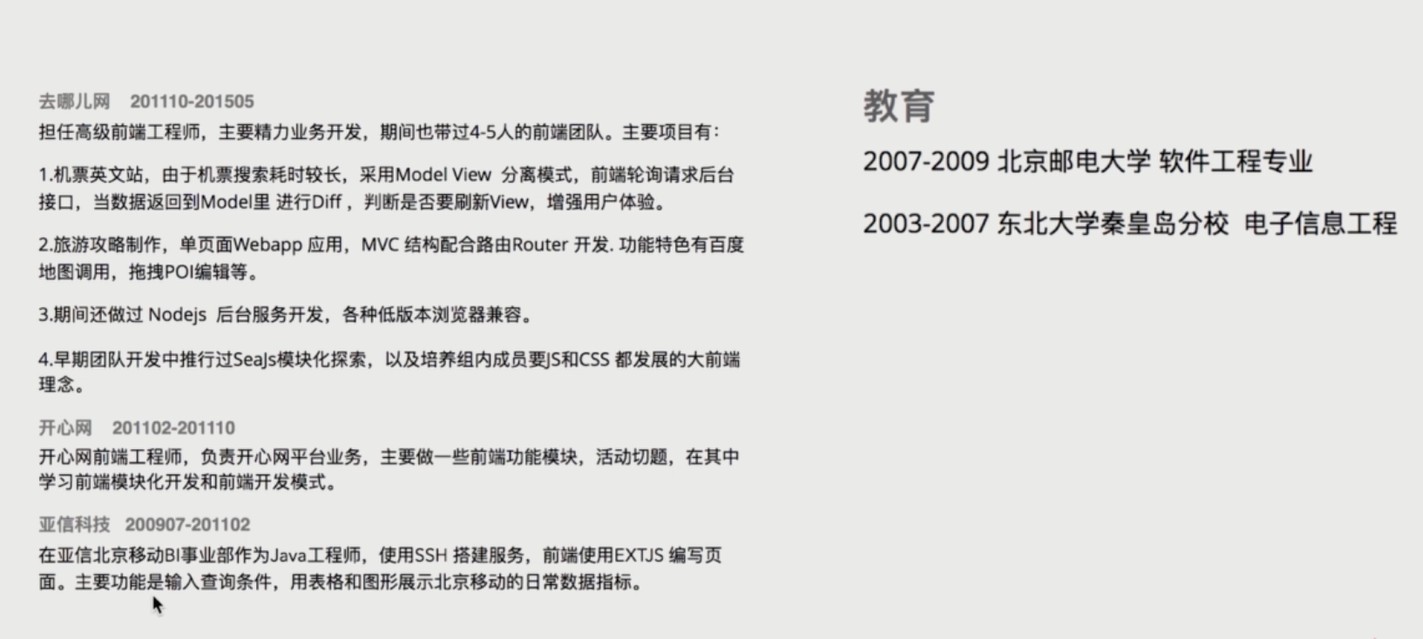 去哪儿网 201110-201505
担任高级前端工程师，主要精力业务开发，期间也带过4-5人的前端团队。主要项目有：
1.机票英文站，由于机票搜索耗时较长，采用Model View 分离模式，前端轮询请求后台
接口，当数据返回到Model里 进行Diff ，判断是否要刷新View，增强用户体验。
2.旅游攻略制作，单页面Webapp 应用，MVC 结构配合路由Router 开发. 功能特色有百度
地图调用，拖拽POI编辑等。
3.期间还做过 Nodejs 后台服务开发，各种低版本浏览器兼容。
4.早期团队开发中推行过SeaJs模块化探索，以及培养组内成员要JS和CSS 都发展的大前端
理念。
开心网 201102-201110
开心网前端工程师，负责开心网平台业务，主要做一些前端功能模块，活动切题，在其中
学习前端模块化开发和前端开发模式。
亚信科技 200907-201102
在亚信北京移动BI事业部作为Java工程师，使用SSH 搭建服务，前端使用EXTJS 编写页
面。主要功能是输入查询条件，用表格和图形展示北京移动的日常数据指标。
教育
2007-2009 北京邮电大学 软件工程专业
2003-2007 东北大学秦皇岛分校 电子信息工程